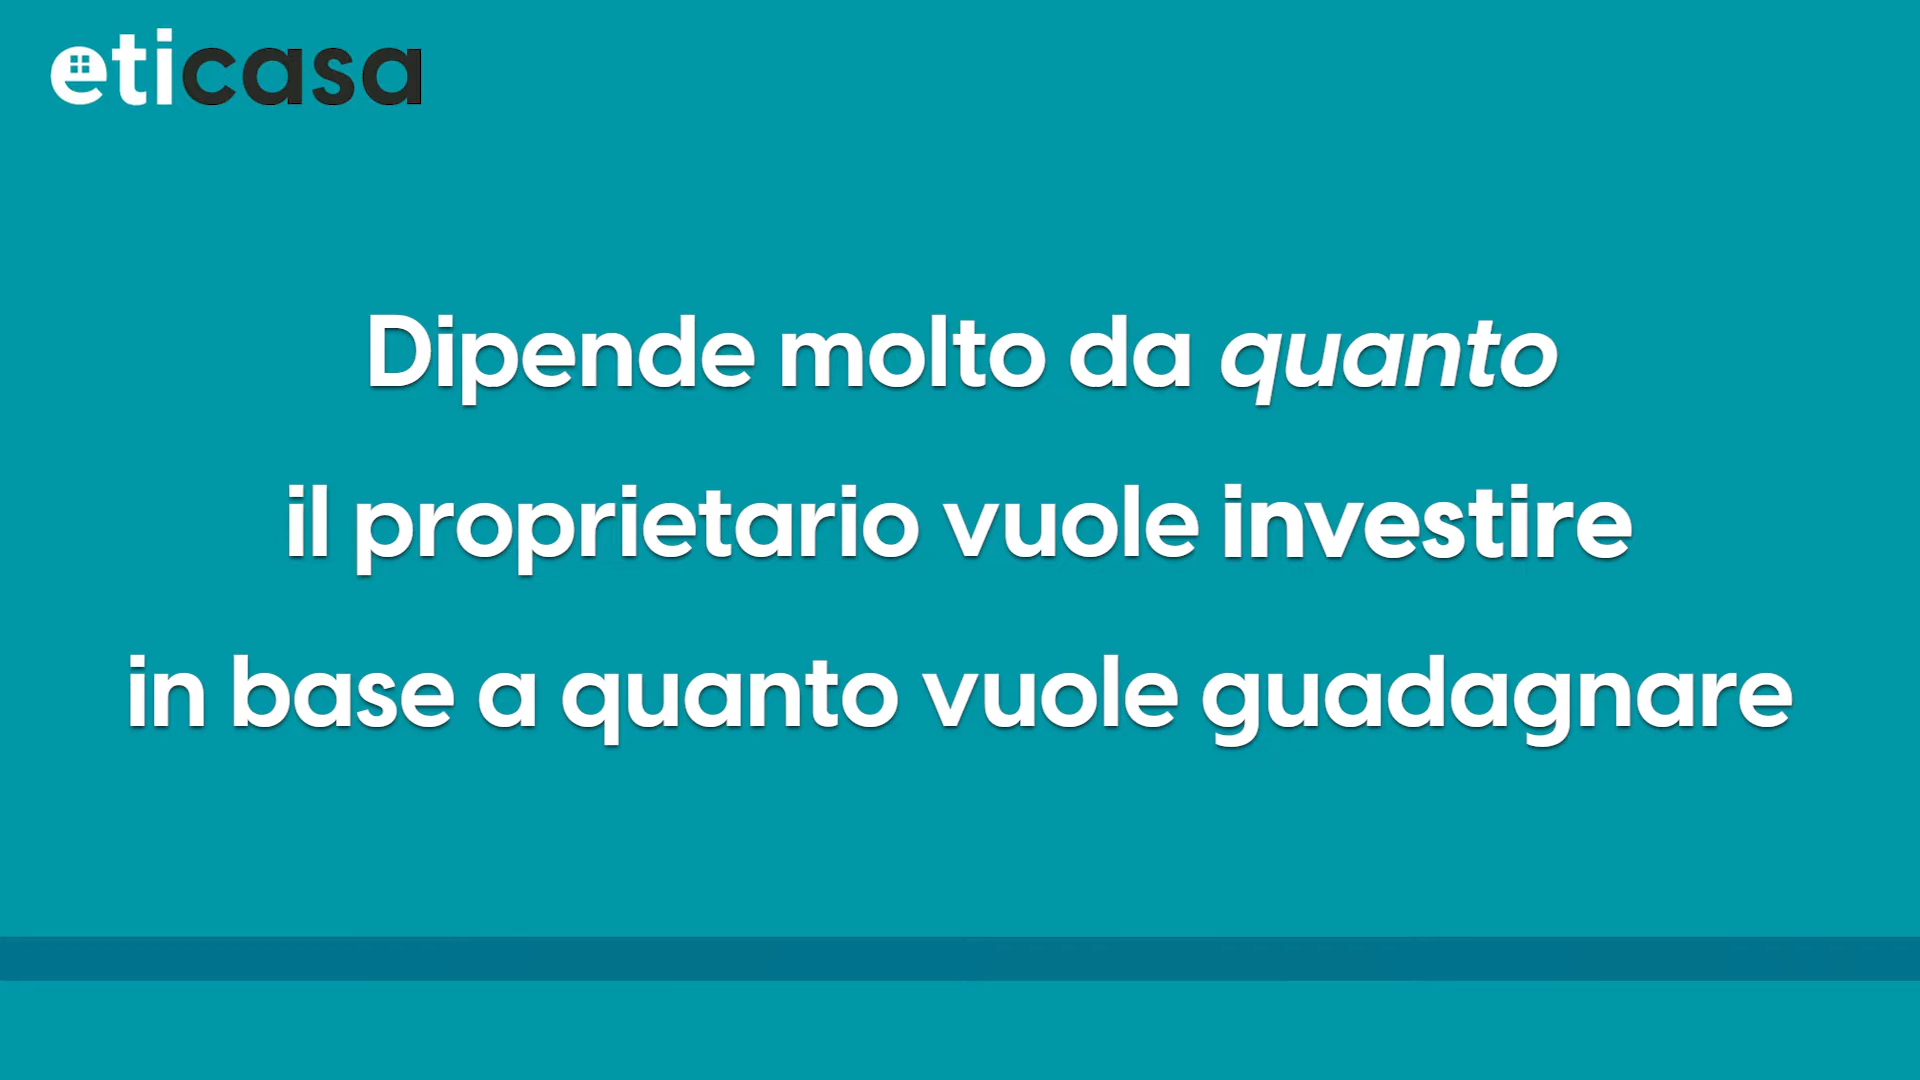 eticasa
Dipende molto da quanto
il proprietario vuole investire
in base a quanto vuole guadagnare